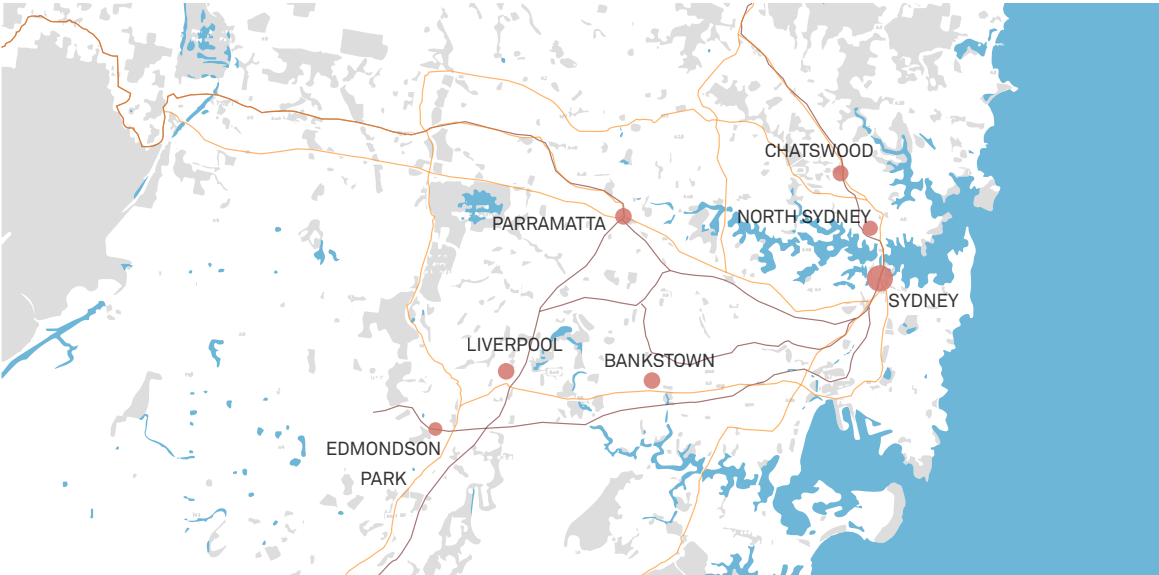 CHATSWOOD
NORTH SYDNEY
PARRAMATTA
SYDNEY
LIVERPOOL
BANKSTOWN
EDMONDSON
PARK